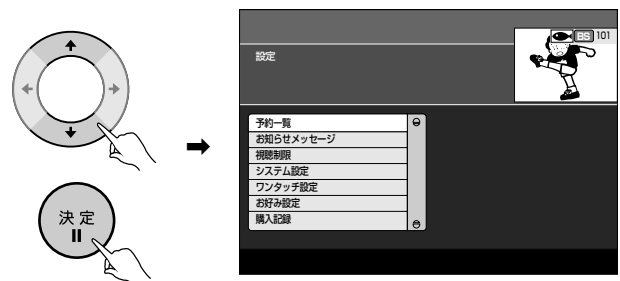 BS 101
設定
予約一覧
お知らせメッセージ
視聴制限
システム設定
ワンタッチ設定
お好み設定
購入記録
決定